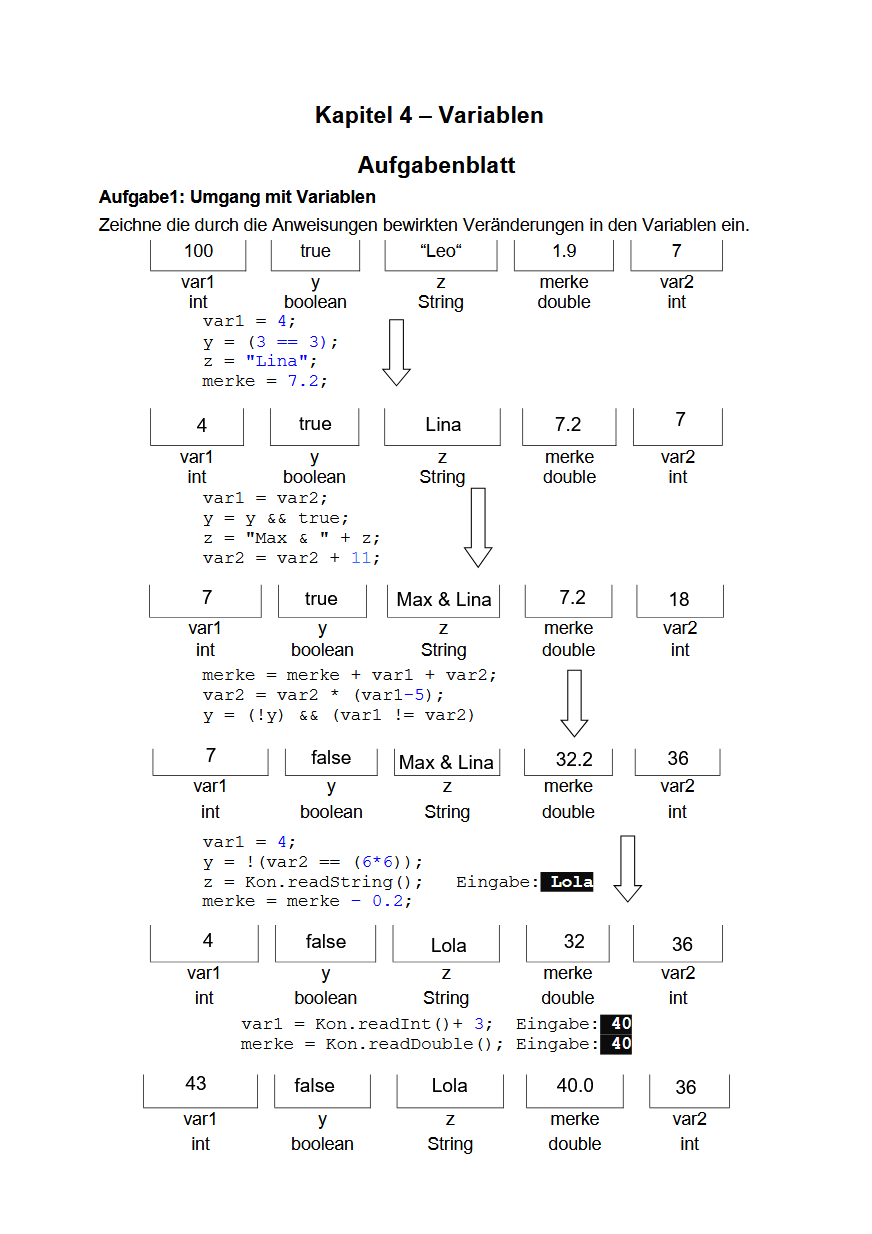 Kapitel 4 – Variablen
Aufgabenblatt
Aufgabe1: Umgang mit Variablen
Zeichne die durch die Anweisungen bewirkten Veränderungen in den Variablen ein.
100 true “Leo“ 1.9 7
var1 y z merke var2
int boolean String double int
var1 = 4;
y = (3 == 3);
z = "Lina";
merke = 7.2;
4 true Lina 7.2 7
var1 y z merke var2
int boolean String double int
var1 = var2;
y = y && true;
z = "Max & " + z;
var2 = var2 + 11;
7 true Max & Lina 7.2 18
var1 y z merke var2
int boolean String double int
merke = merke + var1 + var2;
var2 = var2 * (var1-5);
y = (!y) && (var1 != var2)
7 false Max & Lina 32.2 36
var1 y z merke var2
int boolean String double int
var1 = 4;
y = !(var2 == (6*6));
z = Kon.readString(); Eingabe: Lola
merke = merke - 0.2;
4 false Lola 32 36
var1 y z merke var2
int boolean String double int
var1 = Kon.readInt()+ 3; Eingabe: 40
merke = Kon.readDouble(); Eingabe: 40
43 false Lola 40.0 36
var1 y z merke var2
int boolean String double int